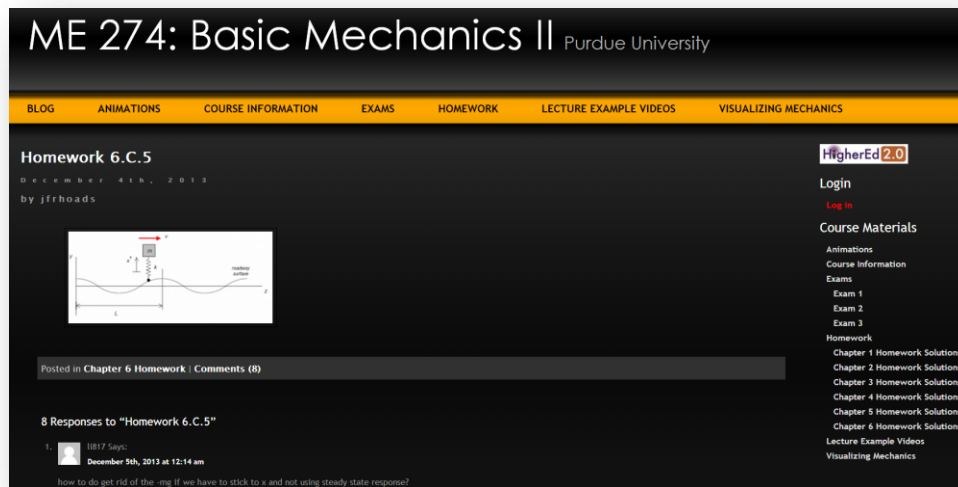 ME 274: Basic Mechanics II Purdue University
BLOG ANIMATIONS COURSE INFORMATION EXAMS HOMEWORK LECTURE EXAMPLE VIDEOS VISUALIZING MECHANICS
Homework 6.C.5
December 4th, 2013
by jfrhoads
v
m
y
k
roadway
surface
L
Posted in Chapter 6 Homework | Comments (8)
8 Responses to “Homework 6.C.5”
1. li817 Says:
December 5th, 2013 at 12:14 am
how to do get rid of the -mg if we have to stick to x and not using steady state response?
HigherEd 2.0
Login
Log in
Course Materials
Animations
Course Information
Exams
Exam 1
Exam 2
Exam 3
Homework
Chapter 1 Homework Solution
Chapter 2 Homework Solution
Chapter 3 Homework Solution
Chapter 4 Homework Solution
Chapter 5 Homework Solution
Chapter 6 Homework Solution
Lecture Example Videos
Visualizing Mechanics